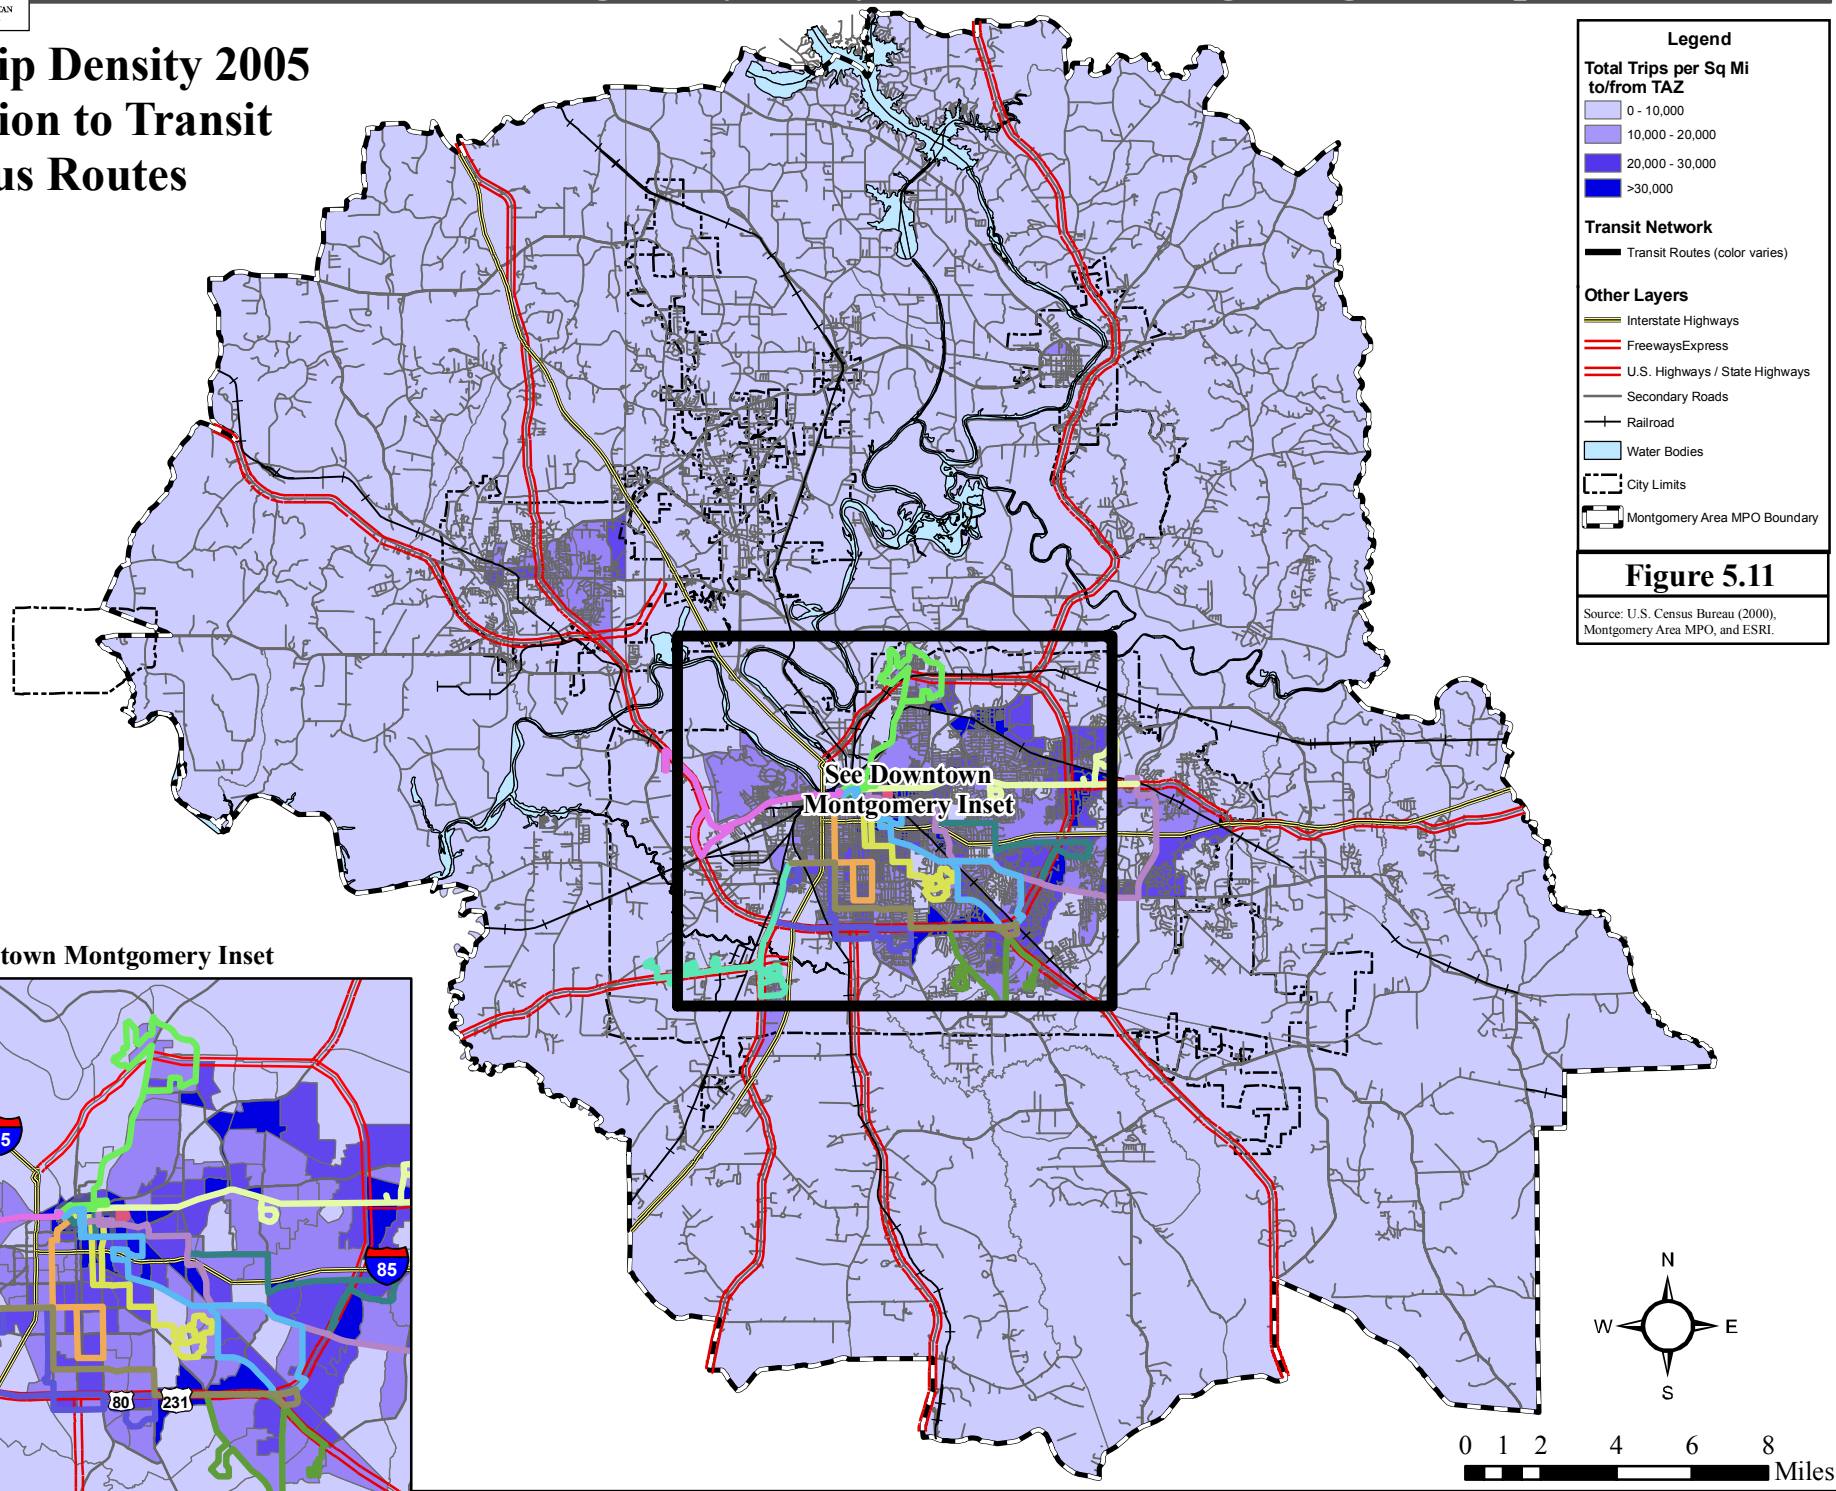 ip Density 2005
ion to Transit
us Routes
Legend
Total Trips per Sq Mi
to/from TAZ
0 - 10,000
10,000 - 20,000
20,000 - 30,000
>30,000
Transit Network
Transit Routes (color varies)
Other Layers
Interstate Highways
FreewaysExpress
U.S. Highways / State Highways
Secondary Roads
Railroad
Water Bodies
City Limits
Montgomery Area MPO Boundary
Figure 5.11
Source: U.S. Census Bureau (2000),
Montgomery Area MPO, and ESRI.
See Downtown
Montgomery Inset
town Montgomery Inset
5
85
80
231
N
W E
S
0 1 2 4 6 8
Miles